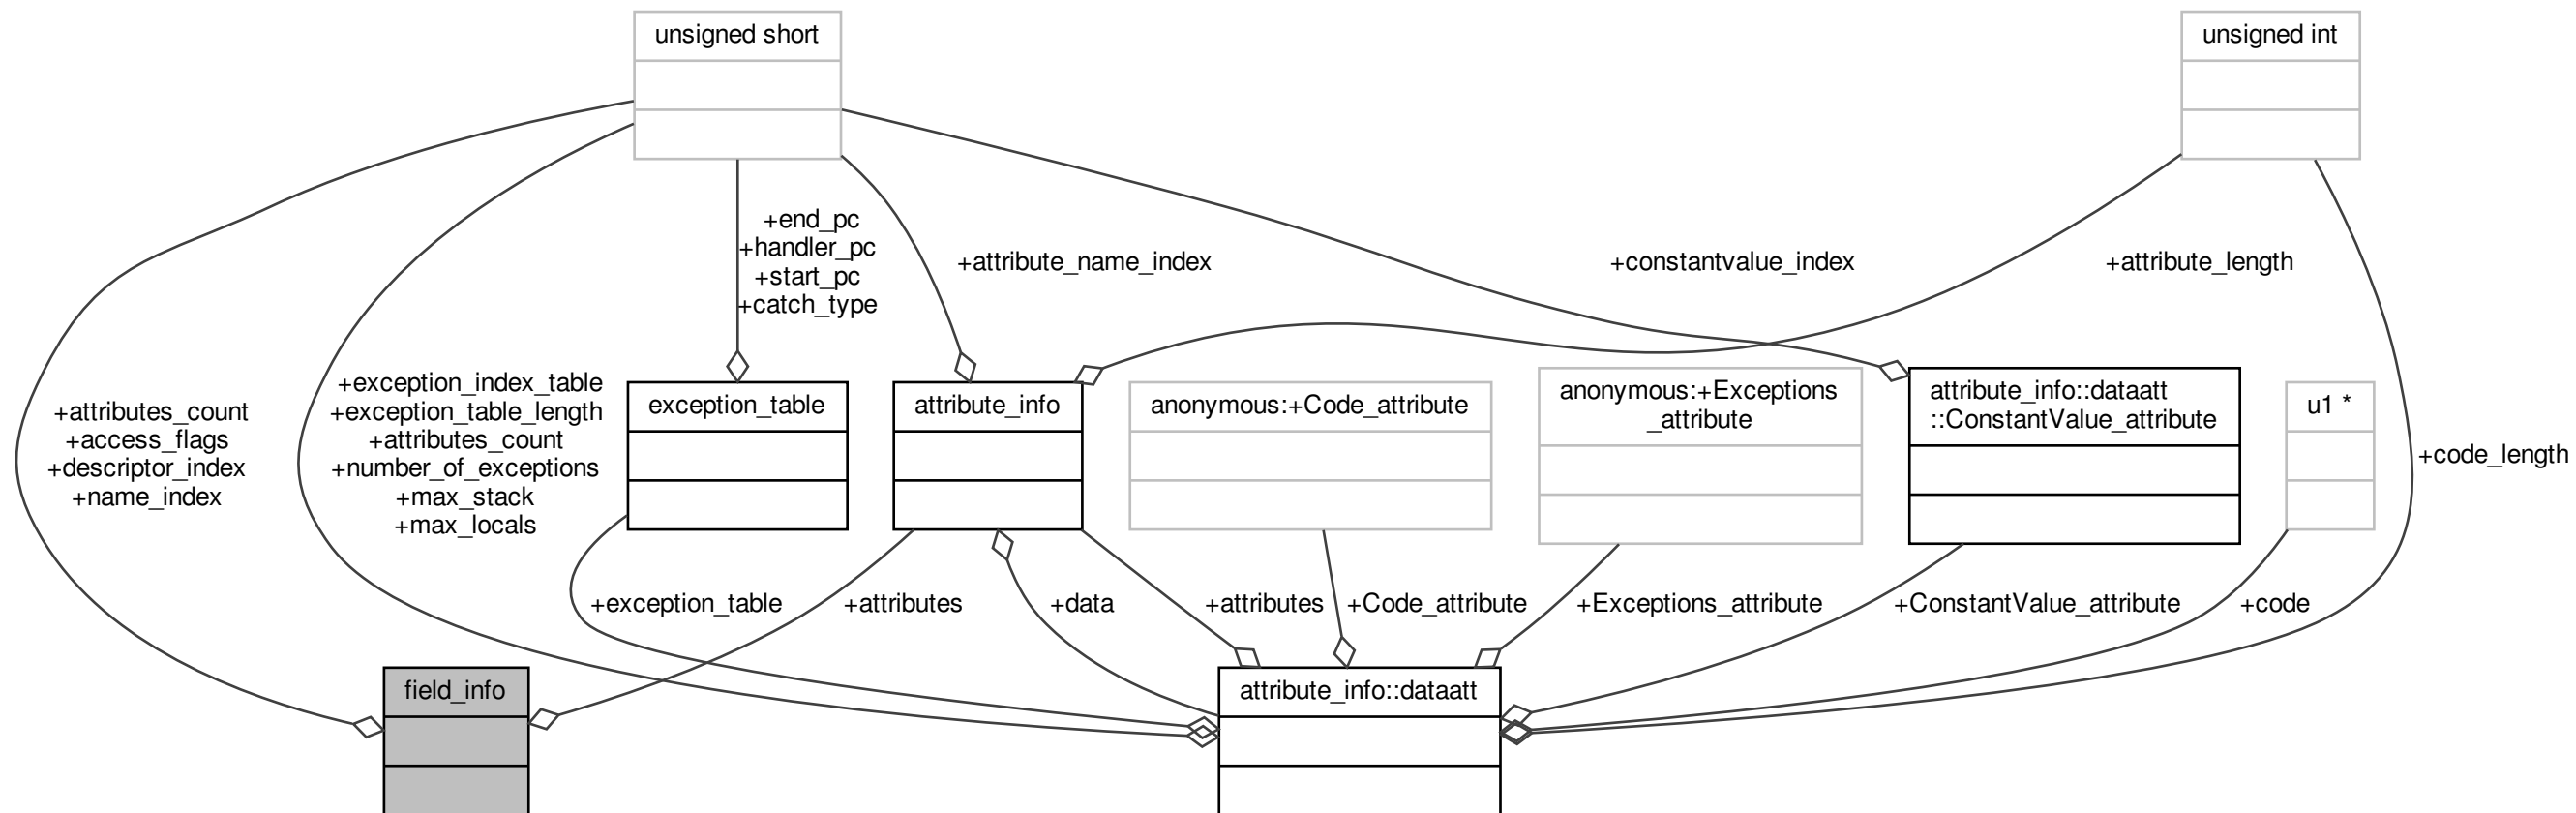 unsigned short
unsigned int
+end_pc
+handler_pc
+start_pc
+catch_type
+attribute_name_index
+constantvalue_index
+attribute_length
+attributes_count
+access_flags
+descriptor_index
+name_index
+exception_index_table
+exception_table_length
+attributes_count
+number_of_exceptions
+max_stack
+max_locals
exception_table
attribute_info
anonymous:+Code_attribute
anonymous:+Exceptions
_attribute
attribute_info::dataatt
::ConstantValue_attribute
u1 *
+code_length
+exception_table
+attributes
+data
+attributes
+Code_attribute
+Exceptions_attribute
+ConstantValue_attribute
+code
field_info
attribute_info::dataatt